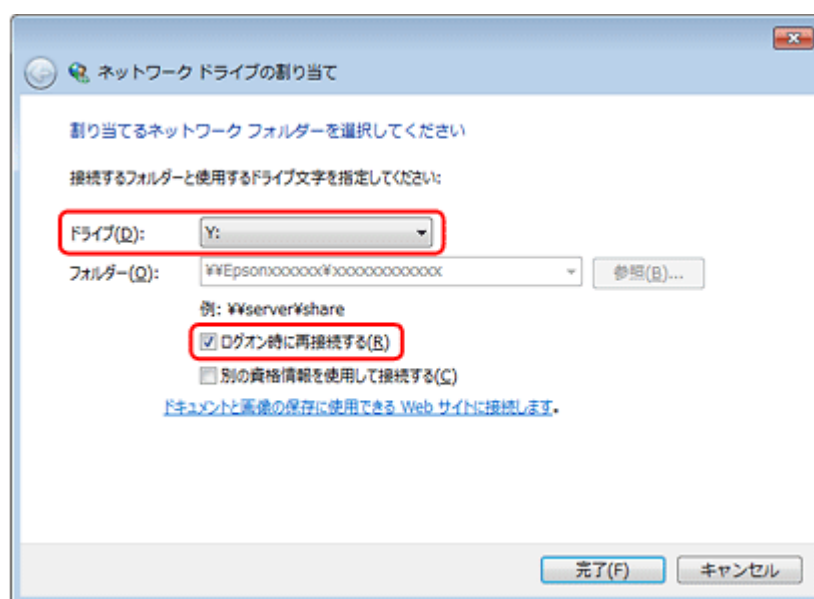 ネットワーク ドライブの割り当て
割り当てるネットワーク フォルダーを選択してください
接続するフォルダーと使用するドライブ文字を指定してください:
ドライブ(D): Y:
フォルダー(O): ¥¥Epsonxxxxxx¥xxxxxxxxxxxxx 参照(B)...
例: ¥¥server¥share
ログオン時に再接続する(R)
別の資格情報を使用して接続する(C)
ドキュメントと画像の保存に使用できる Web サイトに接続します。
完了(F) キャンセル